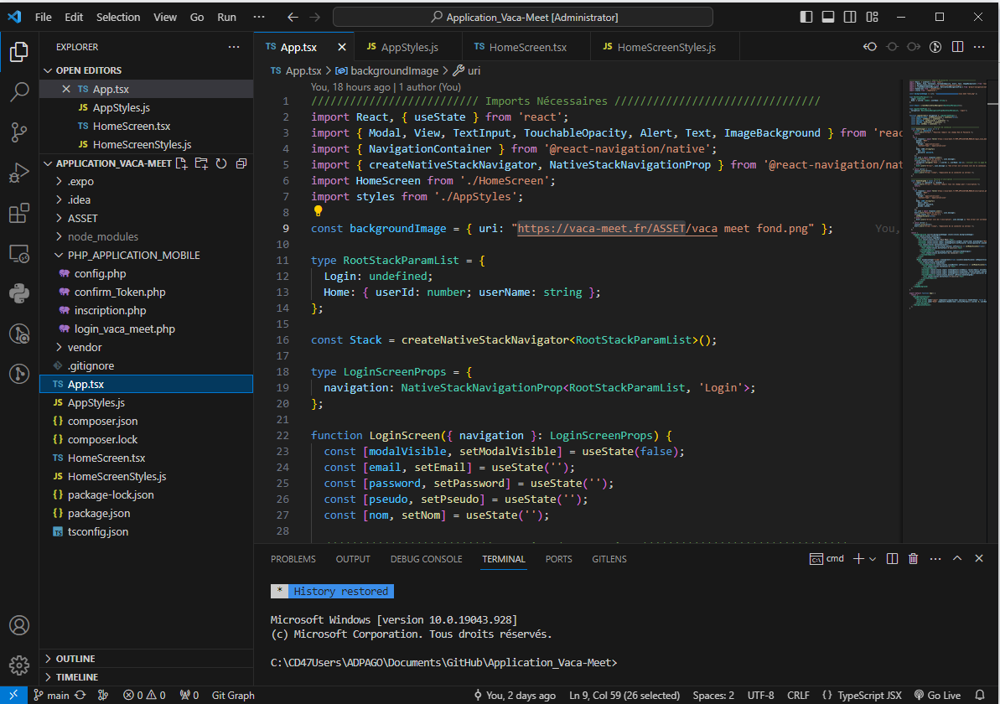 File Edit Selection View Go Run ··· Application_Vaca-Meet [Administrator]
EXPLORER ···
OPEN EDITORS
TS App.tsx
JS AppStyles.js
TS HomeScreen.tsx
JS HomeScreenStyles.js
APPLICATION_VACA-MEET
.expo
.idea
ASSET
node_modules
PHP_APPLICATION_MOBILE
config.php
confirm_Token.php
inscription.php
login_vaca_meet.php
vendor
.gitignore
TS App.tsx
JS AppStyles.js
{} composer.json
{} composer.lock
TS HomeScreen.tsx
JS HomeScreenStyles.js
{} package-lock.json
{} package.json
TS tsconfig.json
OUTLINE
TIMELINE
TS App.tsx JS AppStyles.js TS HomeScreen.tsx JS HomeScreenStyles.js
TS App.tsx > backgroundImage > uri
You, 18 hours ago | 1 author (You)
1 ////////////////////////// Imports Nécessaires ////////////////////////////////
2 import React, { useState } from 'react';
3 import { Modal, View, TextInput, TouchableOpacity, Alert, Text, ImageBackground } from 'reac
4 import { NavigationContainer } from '@react-navigation/native';
5 import { createNativeStackNavigator, NativeStackNavigationProp } from '@react-navigation/nat
6 import HomeScreen from './HomeScreen';
7 import styles from './AppStyles';
8
9 const backgroundImage = { uri: "https://vaca-meet.fr/ASSET/vaca meet fond.png" }; You,
10
11 type RootStackParamList = {
12 Login: undefined;
13 Home: { userId: number; userName: string };
14 };
15
16 const Stack = createNativeStackNavigator<RootStackParamList>();
17
18 type LoginScreenProps = {
19 navigation: NativeStackNavigationProp<RootStackParamList, 'Login'>;
20 };
21
22 function LoginScreen({ navigation }: LoginScreenProps) {
23 const [modalVisible, setModalVisible] = useState(false);
24 const [email, setEmail] = useState('');
25 const [password, setPassword] = useState('');
26 const [pseudo, setPseudo] = useState('');
27 const [nom, setNom] = useState('');
28
PROBLEMS OUTPUT DEBUG CONSOLE TERMINAL PORTS GITLENS cmd
* History restored
Microsoft Windows [version 10.0.19043.928]
(c) Microsoft Corporation. Tous droits réservés.
C:\CD47Users\ADPAGO\Documents\GitHub\Application_Vaca-Meet>
main 0 0 0 Git Graph You, 2 days ago Ln 9, Col 59 (26 selected) Spaces: 2 UTF-8 CRLF {} TypeScript JSX Go Live